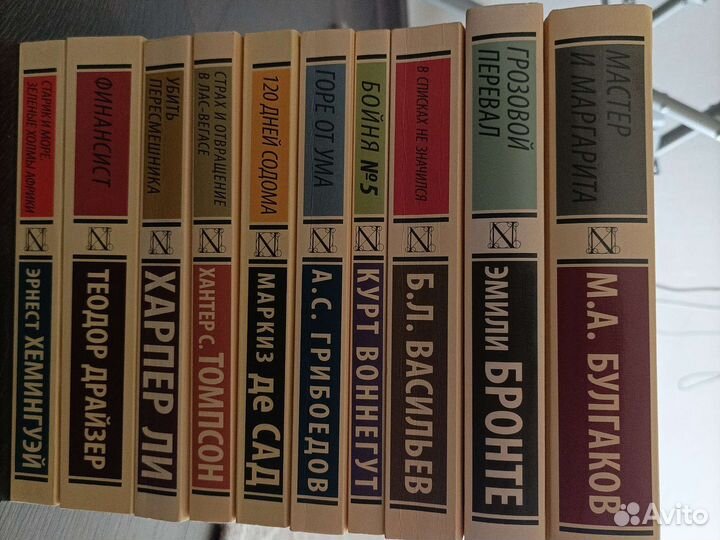 СТАРИК И МОРЕ.
ЗЕЛЕНЫЕ ХОЛМЫ АФРИКИ
ЭРНЕСТ ХЕМИНГУЭЙ
ФИНАНСИСТ
ТЕОДОР ДРАЙЗЕР
УБИТЬ
ПЕРЕСМЕШНИКА
ХАРПЕР ЛИ
СТРАХ И ОТВРАЩЕНИЕ
В ЛАС-ВЕГАСЕ
ХАНТЕР С. ТОМПСОН
120 ДНЕЙ СОДОМА
МАРКИЗ де САД
ГОРЕ ОТ УМА
А.С. ГРИБОЕДОВ
БОЙНЯ №5
КУРТ ВОННЕГУТ
В СПИСКАХ НЕ ЗНАЧИЛСЯ
Б.Л. ВАСИЛЬЕВ
ГРОЗОВОЙ
ПЕРЕВАЛ
ЭМИЛИ БРОНТЕ
МАСТЕР
И МАРГАРИТА
М.А. БУЛГАКОВ
Avito